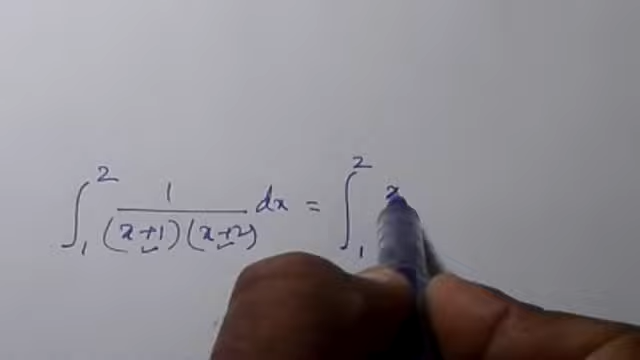 ∫₁² 1/((x+1)(x+2)) dx = ∫₁² x